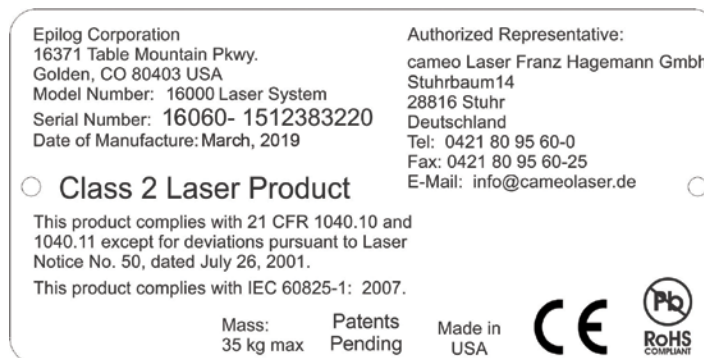 Epilog Corporation
16371 Table Mountain Pkwy.
Golden, CO 80403 USA
Model Number: 16000 Laser System
Serial Number: 16060- 1512383220
Date of Manufacture: March, 2019
Authorized Representative:
cameo Laser Franz Hagemann GmbH
Stuhrbaum14
28816 Stuhr
Deutschland
Tel: 0421 80 95 60-0
Fax: 0421 80 95 60-25
E-Mail: info@cameolaser.de
Class 2 Laser Product
This product complies with 21 CFR 1040.10 and
1040.11 except for deviations pursuant to Laser
Notice No. 50, dated July 26, 2001.
This product complies with IEC 60825-1: 2007.
Mass:
35 kg max
Patents
Pending
Made in
USA
CE
Pb
RoHS
COMPLIANT